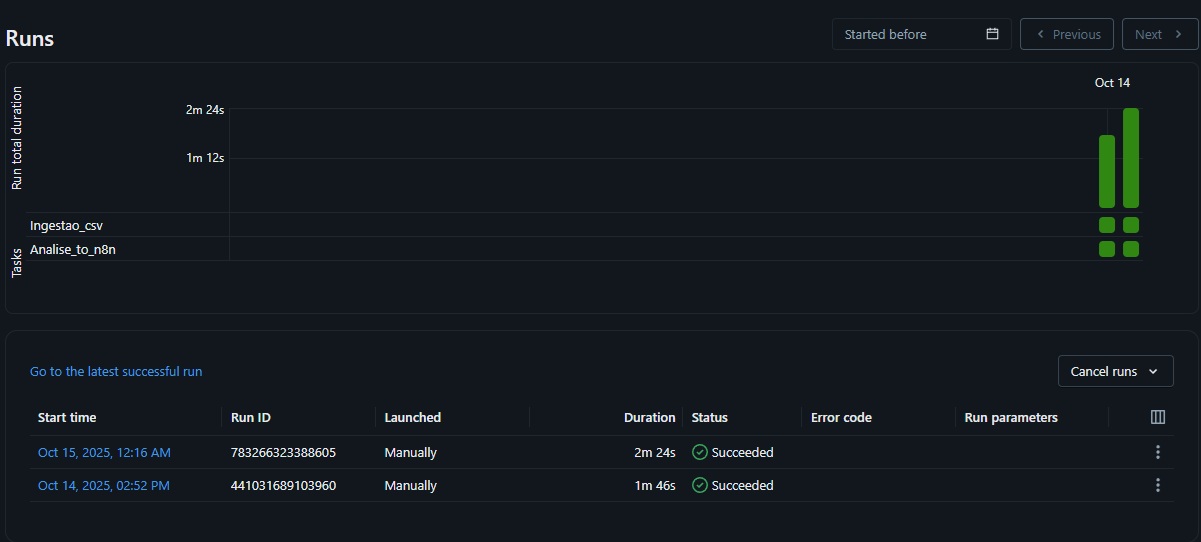 Runs
Started before
Previous
Next
Oct 14
Run total duration
2m 24s
1m 12s
Tasks
Ingestao_csv
Analise_to_n8n
Go to the latest successful run
Cancel runs
Start time Run ID Launched Duration Status Error code Run parameters
Oct 15, 2025, 12:16 AM 783266323388605 Manually 2m 24s Succeeded
Oct 14, 2025, 02:52 PM 441031689103960 Manually 1m 46s Succeeded